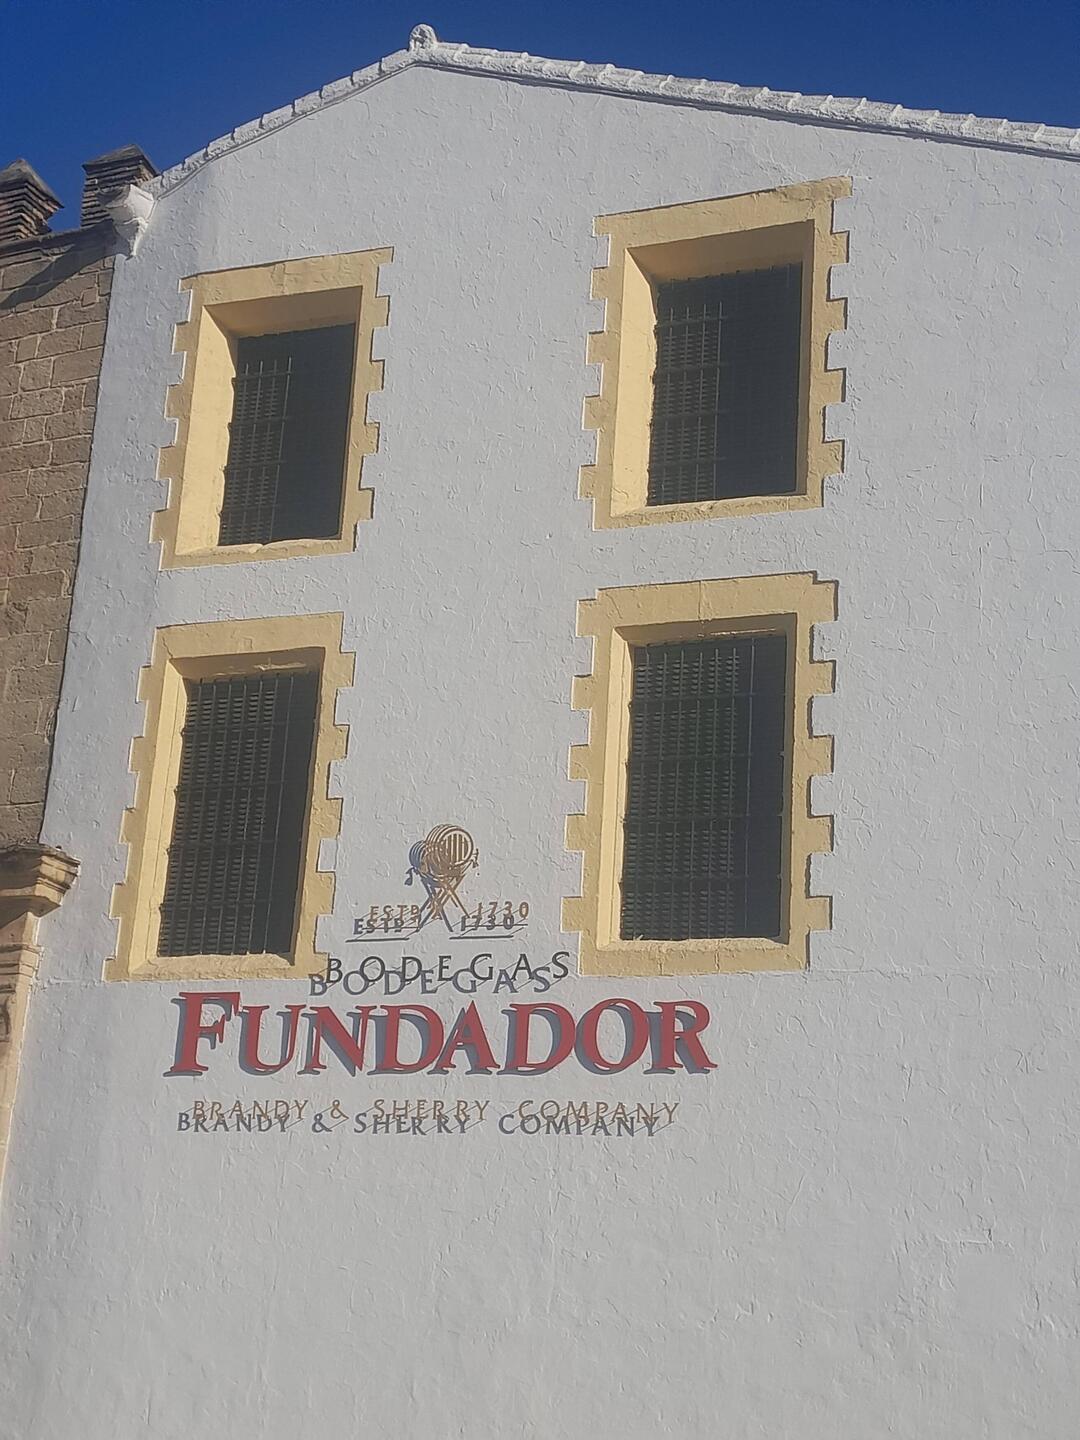 ESTD 1730
BODEGAS
FUNDADOR
BRANDY & SHERRY COMPANY